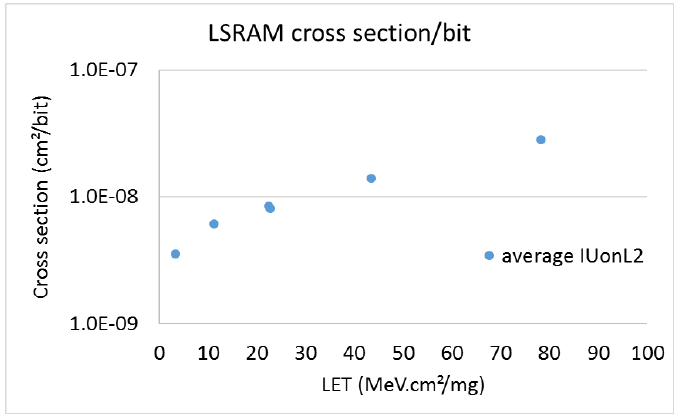 LSRAM cross section/bit
1.0E-07
1.0E-08
1.0E-09
Cross section (cm²/bit)
average IUonL2
0 10 20 30 40 50 60 70 80 90 100
LET (MeV.cm²/mg)